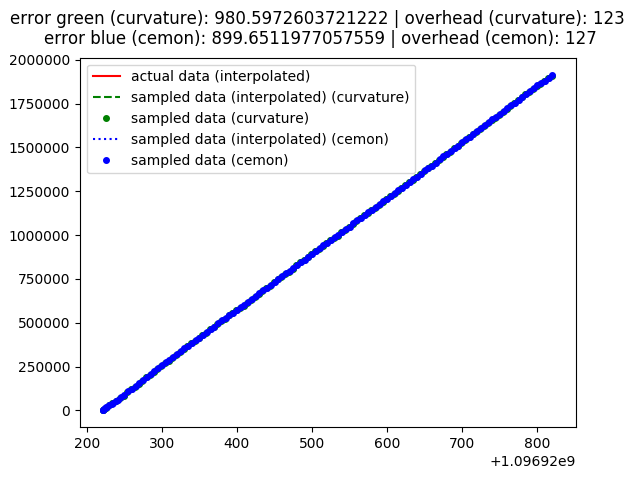 error green (curvature): 980.5972603721222 | overhead (curvature): 123
error blue (cemon): 899.6511977057559 | overhead (cemon): 127
2000000
1750000
1500000
1250000
1000000
750000
500000
250000
0
actual data (interpolated)
sampled data (interpolated) (curvature)
sampled data (curvature)
sampled data (interpolated) (cemon)
sampled data (cemon)
200 300 400 500 600 700 800
+1.09692e9